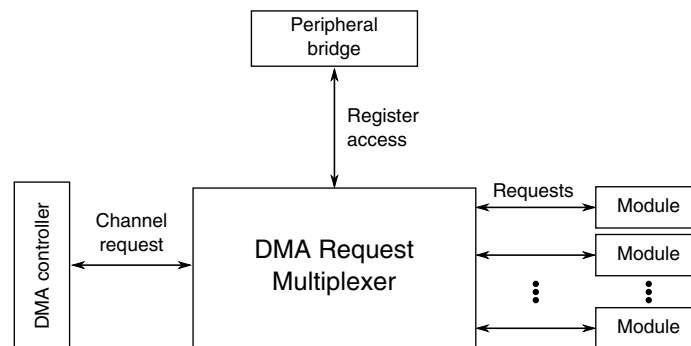 Peripheral
bridge
Register
access
DMA controller
Channel
request
DMA Request
Multiplexer
Requests
Module
Module
Module